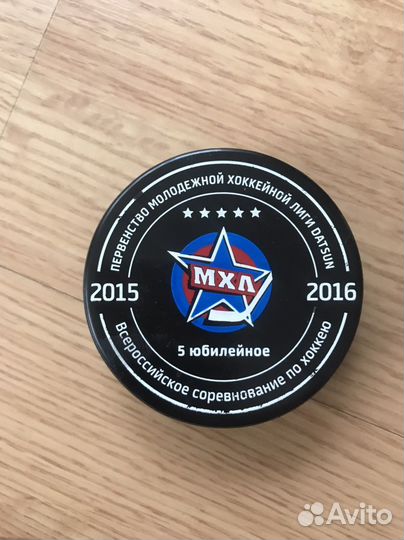 ПЕРВЕНСТВО МОЛОДЕЖНОЙ ХОККЕЙНОЙ ЛИГИ DATSUN
МХЛ
2015
2016
5 юбилейное
Всероссийское соревнование по хоккею
Avito